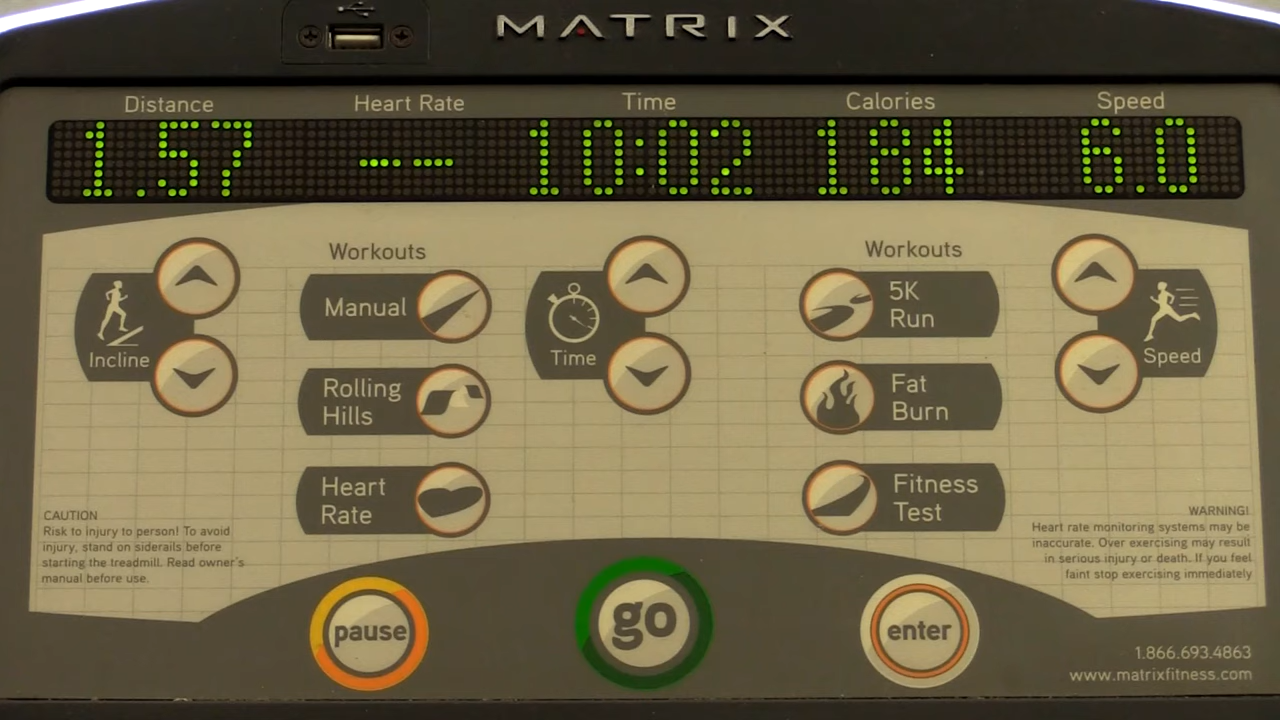 MATRIX
Distance Heart Rate Time Calories Speed
1.57 -- 10:02 184 6.0
Workouts
Manual
Rolling
Hills
Heart
Rate
Incline
Time
Workouts
5K
Run
Fat
Burn
Fitness
Test
Speed
CAUTION
Risk to injury to person! To avoid
injury, stand on siderails before
starting the treadmill. Read owner's
manual before use.
WARNING!
Heart rate monitoring systems may be
inaccurate. Over exercising may result
in serious injury or death. If you feel
faint stop exercising immediately
pause
go
enter
1.866.693.4863
www.matrixfitness.com